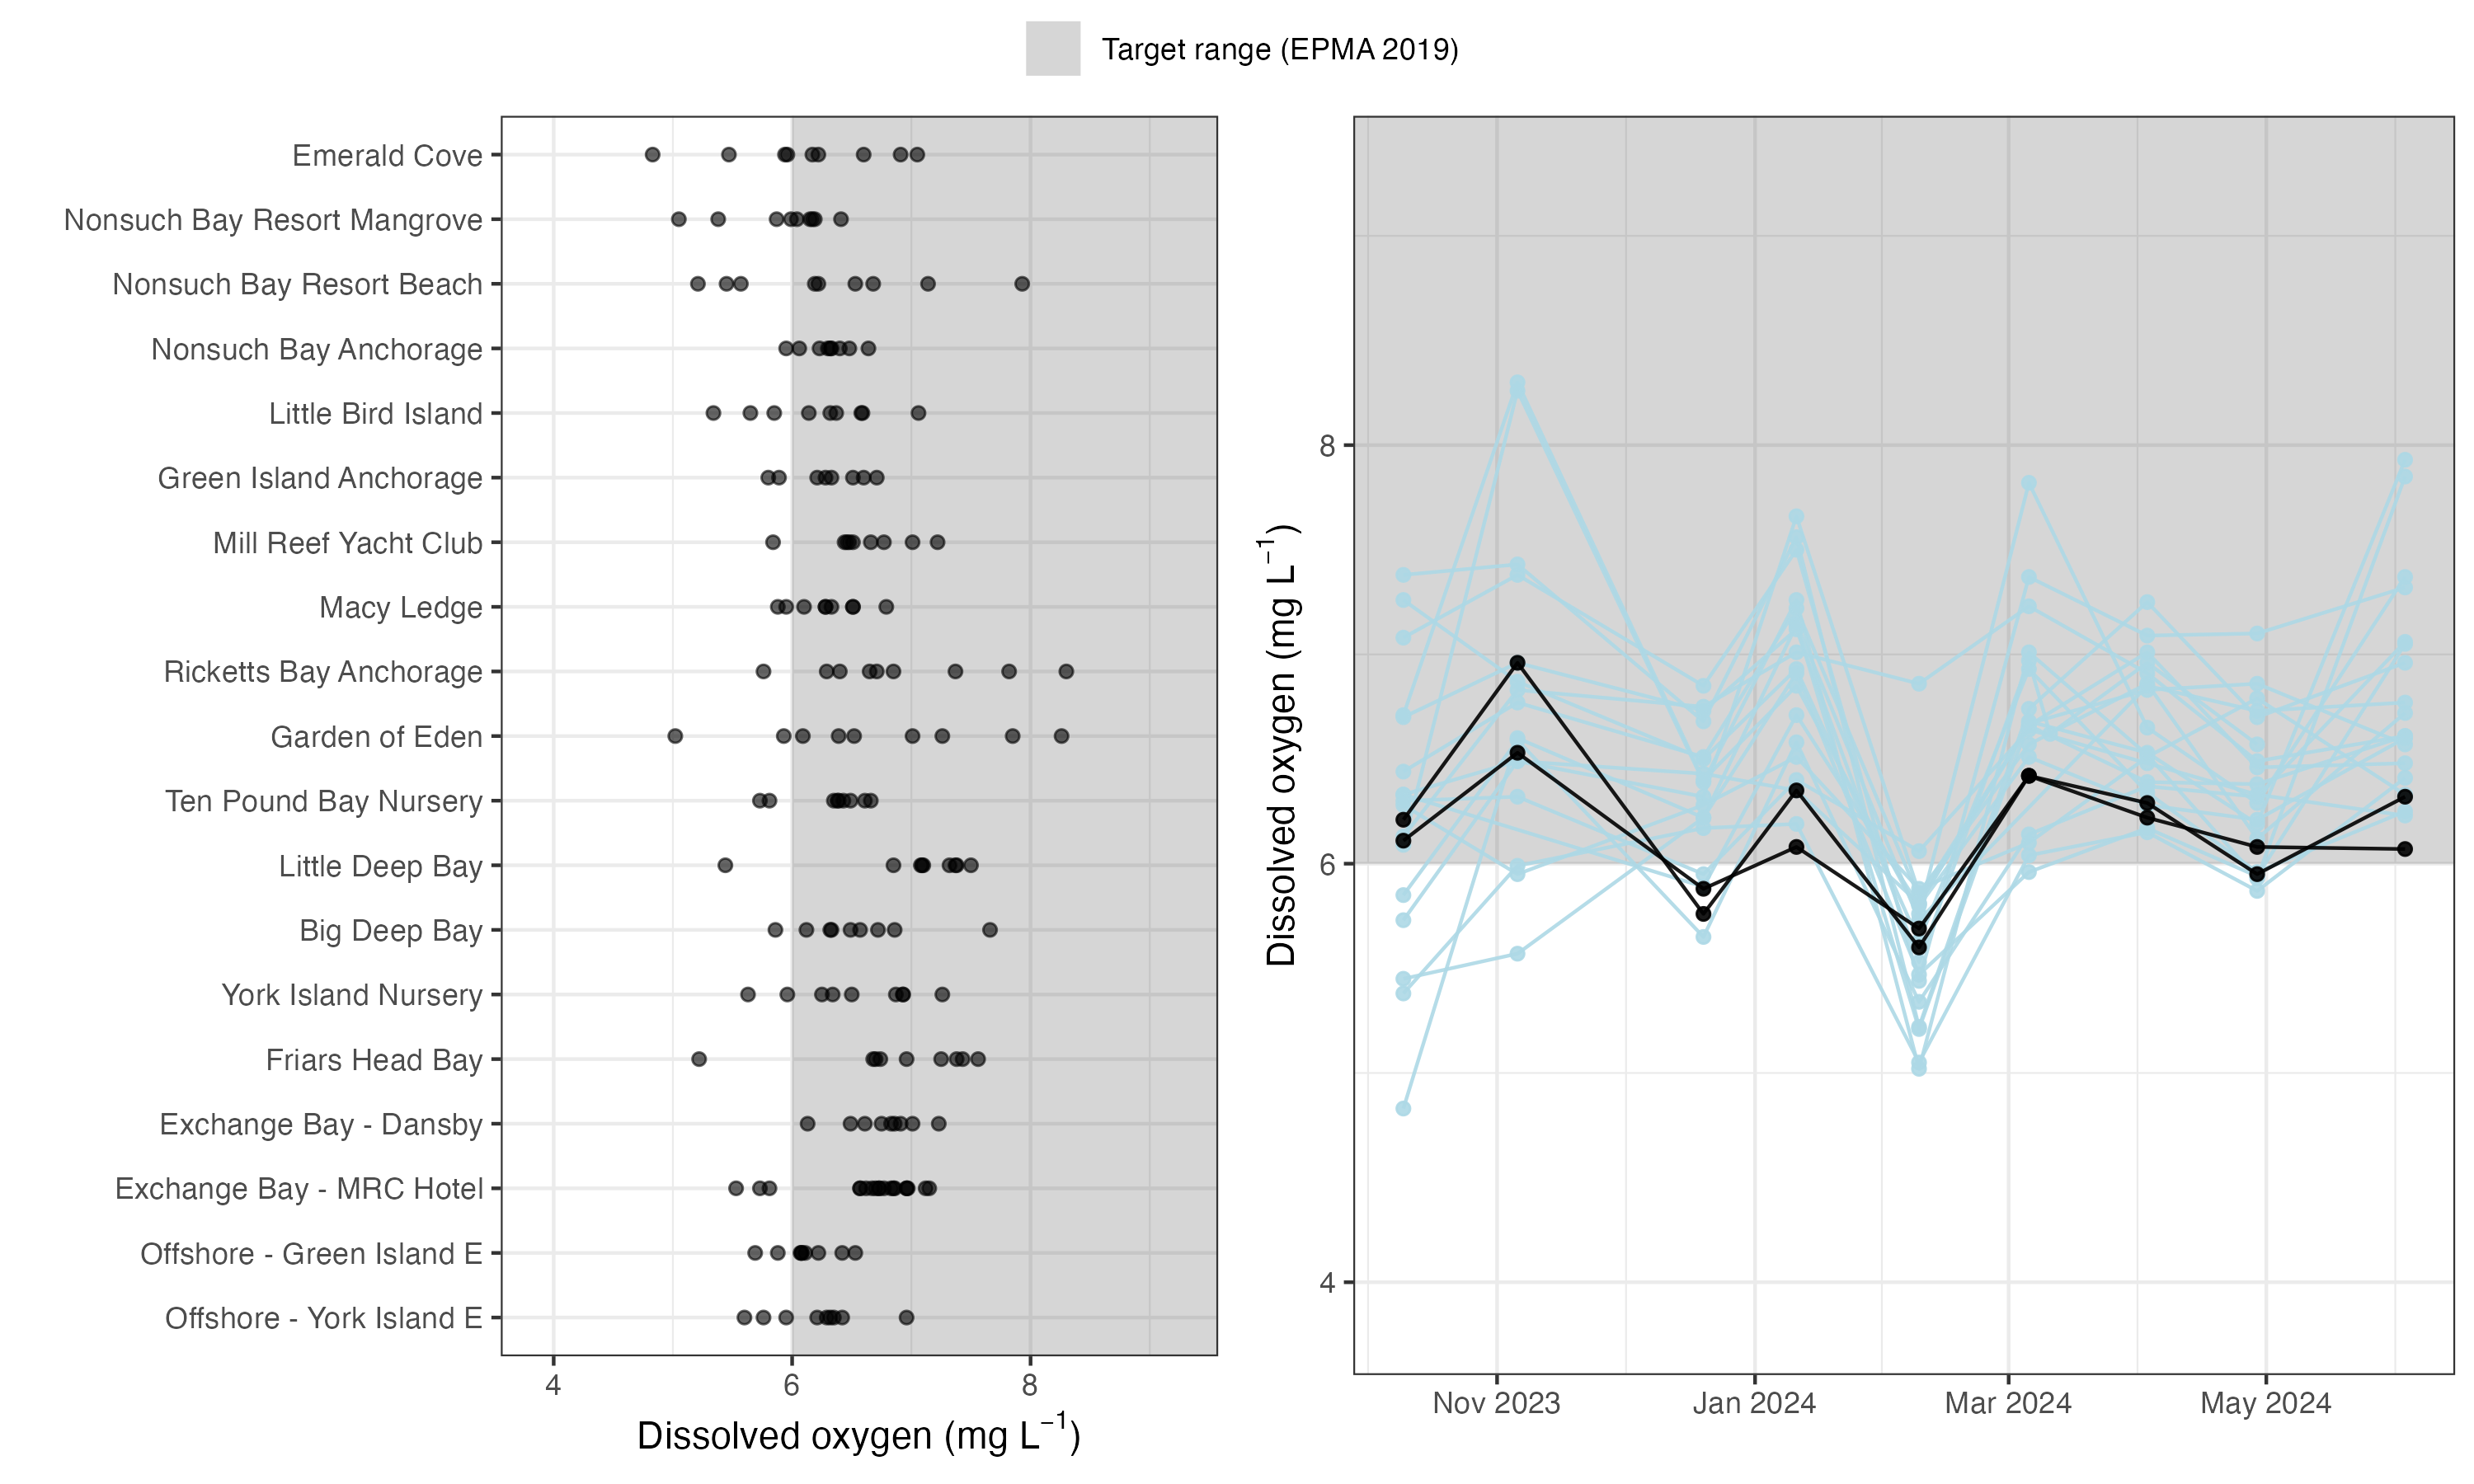 Target range (EPMA 2019)
Emerald Cove
Nonsuch Bay Resort Mangrove
Nonsuch Bay Resort Beach
Nonsuch Bay Anchorage
Little Bird Island
Green Island Anchorage
Mill Reef Yacht Club
Macy Ledge
Ricketts Bay Anchorage
Garden of Eden
Ten Pound Bay Nursery
Little Deep Bay
Big Deep Bay
York Island Nursery
Friars Head Bay
Exchange Bay - Dansby
Exchange Bay - MRC Hotel
Offshore - Green Island E
Offshore - York Island E
4 6 8
Dissolved oxygen (mg L⁻¹)
Dissolved oxygen (mg L⁻¹)
8
6
4
Nov 2023 Jan 2024 Mar 2024 May 2024